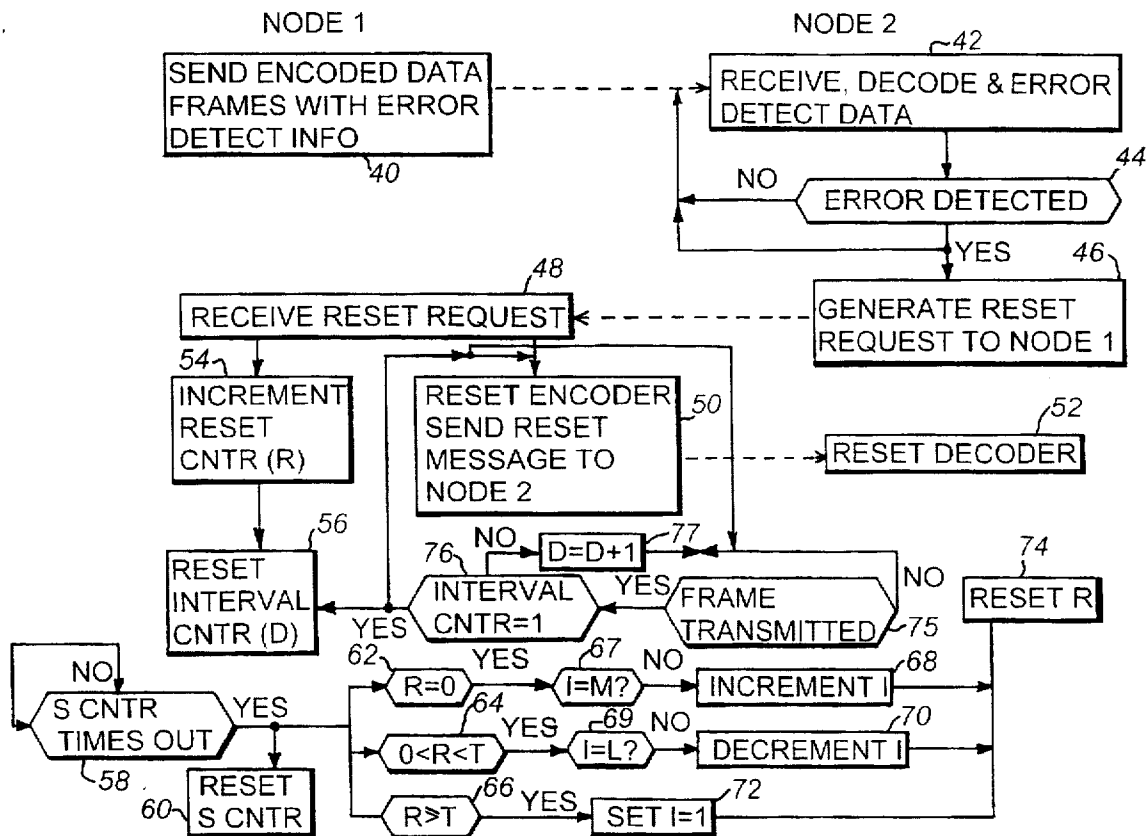 NODE 1
NODE 2
42
SEND ENCODED DATA
FRAMES WITH ERROR
DETECT INFO
40
RECEIVE, DECODE & ERROR
DETECT DATA
44
NO
ERROR DETECTED
YES
46
48
RECEIVE RESET REQUEST
GENERATE RESET
REQUEST TO NODE 1
54
INCREMENT
RESET
CNTR (R)
RESET ENCODER
SEND RESET
MESSAGE TO
NODE 2
50
52
RESET DECODER
56
RESET
INTERVAL
CNTR (D)
NO
D=D+1
77
76
INTERVAL
CNTR=1
YES
YES
FRAME
TRANSMITTED
NO
75
74
RESET R
NO
S CNTR
TIMES OUT
58
YES
RESET
S CNTR
60
62
R=0
YES
67
I=M?
NO
68
INCREMENT I
64
0<R<T
YES
69
I=L?
NO
70
DECREMENT I
66
R≥T
YES
72
SET I=1